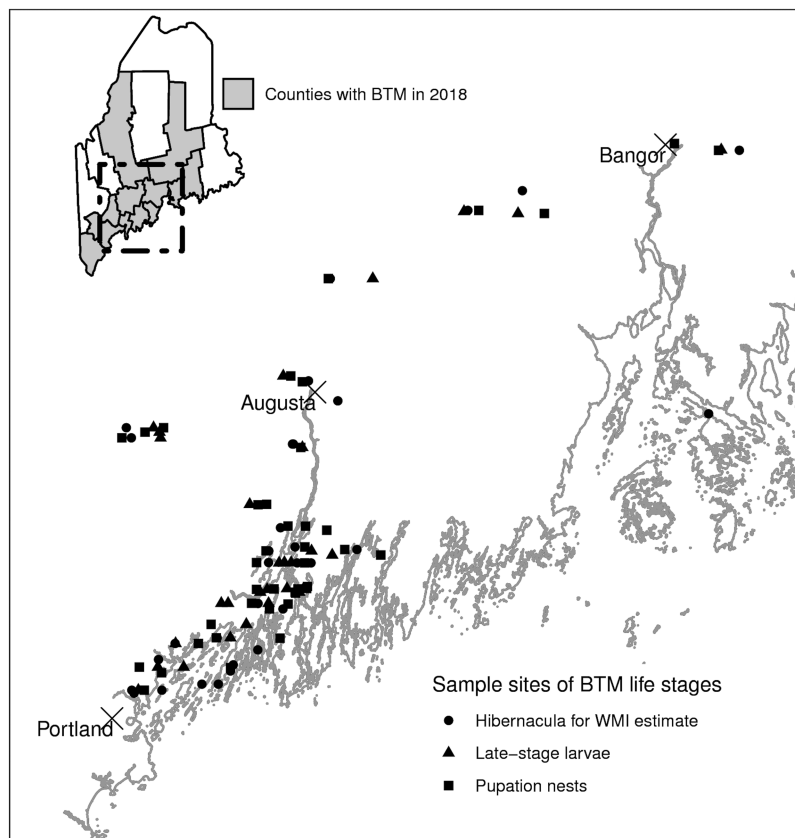 Counties with BTM in 2018
Bangor
Augusta
Portland
Sample sites of BTM life stages
Hibernacula for WMI estimate
Late−stage larvae
Pupation nests